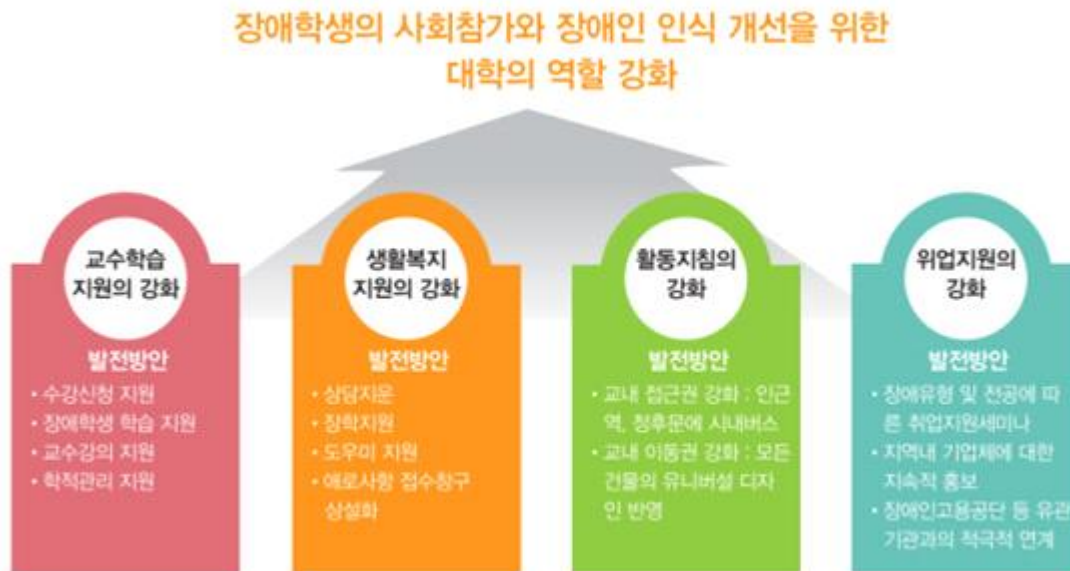 장애학생의 사회참가와 장애인 인식 개선을 위한
대학의 역할 강화
교수학습
지원의 강화
발전방안
• 수강신청 지원
• 장애학생 학습 지원
• 교수강의 지원
• 학적관리 지원
생활복지
지원의 강화
발전방안
• 상담지문
• 장학지원
• 도우미 지원
• 애로사항 접수창구
상설화
활동지침의
강화
발전방안
• 교내 접근권 강화 : 인근
역, 정후문에 시내버스
• 교내 이동권 강화 : 모든
건물의 유니버설 디자
인 반영
위업지원의
강화
발전방안
• 장애유형 및 전공에 따
른 취업지원세미나
• 지역내 기업체에 대한
지속적 홍보
• 장애인고용공단 등 유관
기관과의 적극적 연계